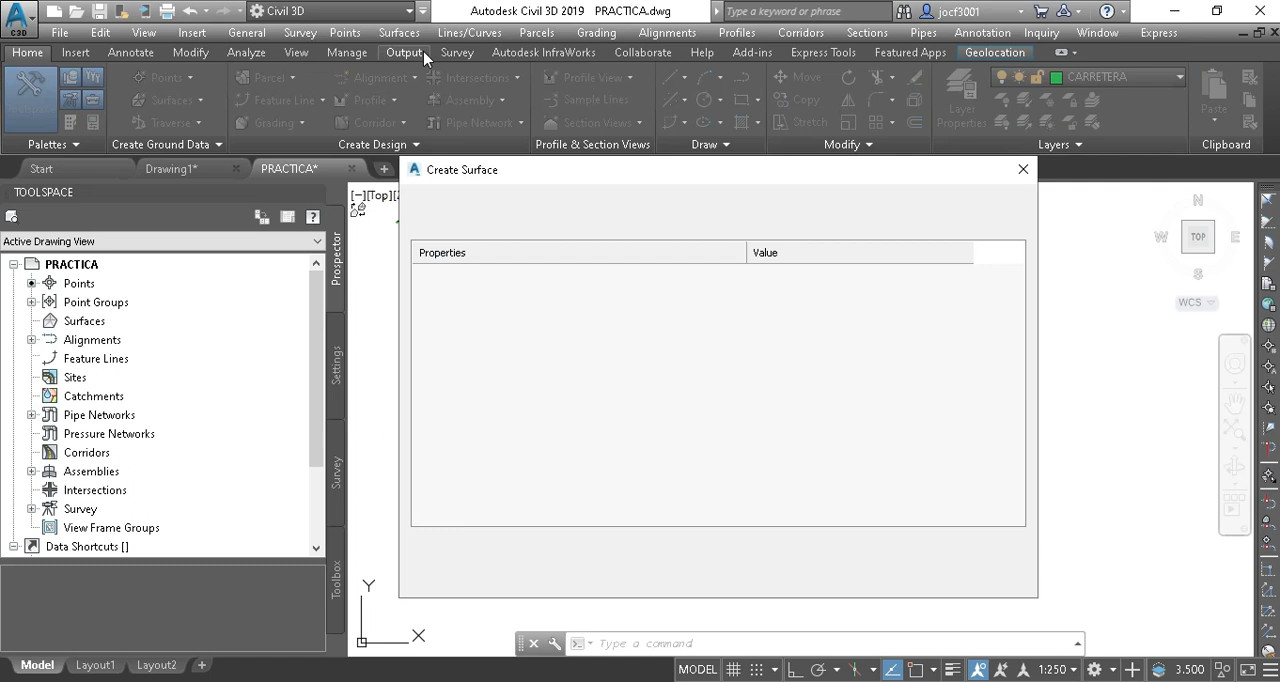 Civil 3D
Autodesk Civil 3D 2019 PRACTICA.dwg
Type a keyword or phrase
jocf3001
C3D
File Edit View Insert General Survey Points Surfaces Lines/Curves Parcels Grading Alignments Profiles Corridors Sections Pipes Annotation Inquiry Window Express
Home Insert Annotate Modify Analyze View Manage Output Survey Autodesk InfraWorks Collaborate Help Add-ins Express Tools Featured Apps Geolocation
Points Parcel Alignment Intersections Profile View Move CARRETERA
Surfaces Feature Line Profile Assembly Sample Lines Copy Layer Properties Paste
Traverse Grading Corridor Pipe Network Section Views Stretch
Palettes Create Ground Data Create Design Profile & Section Views Draw Modify Layers Clipboard
Start Drawing1* PRACTICA*
TOOLSPACE
Create Surface
[−][Top][2
Active Drawing View
Properties Value
PRACTICA
Points
Point Groups
Surfaces
Alignments
Feature Lines
Sites
Catchments
Pipe Networks
Pressure Networks
Corridors
Assemblies
Intersections
Survey
View Frame Groups
Data Shortcuts []
Prospector
Settings
Survey
Toolbox
N
W TOP E
S
WCS
Y
X
Type a command
Model Layout1 Layout2
MODEL 1:250 3.500